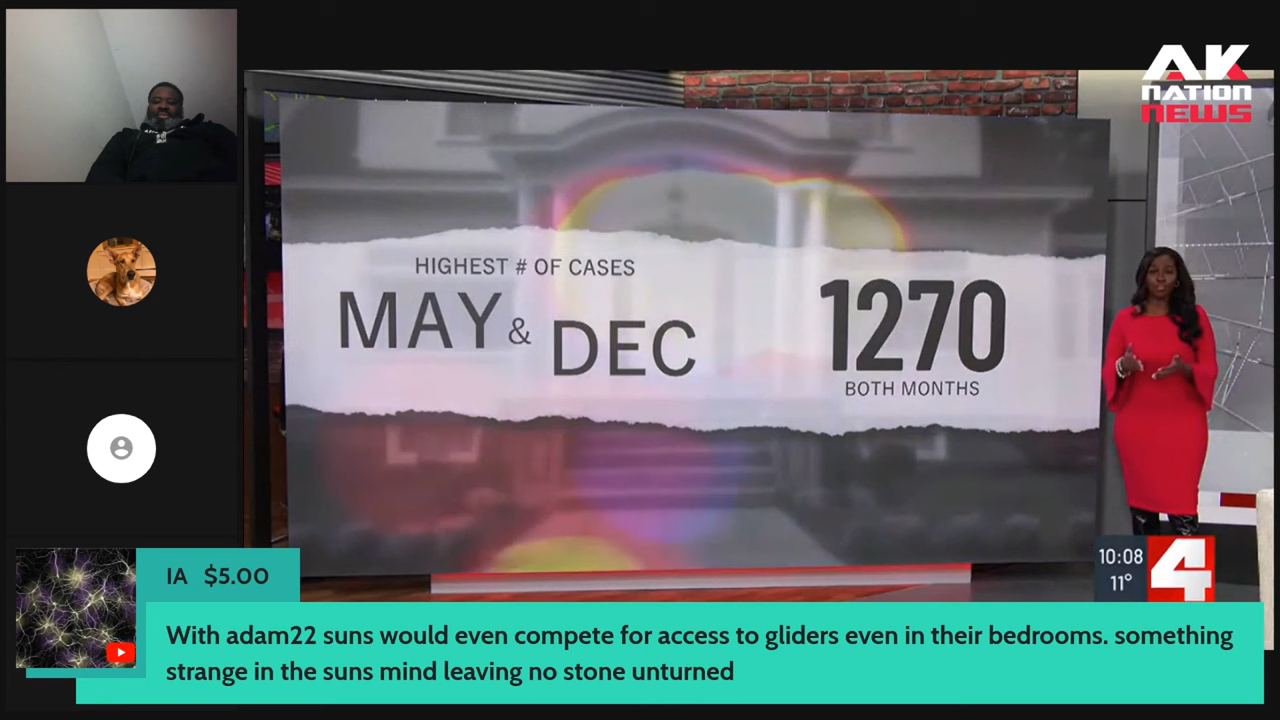 AK
NATION
NEWS
HIGHEST # OF CASES
MAY & DEC
1270
BOTH MONTHS
10:08
11°
4
IA $5.00
With adam22 suns would even compete for access to gliders even in their bedrooms. something
strange in the suns mind leaving no stone unturned